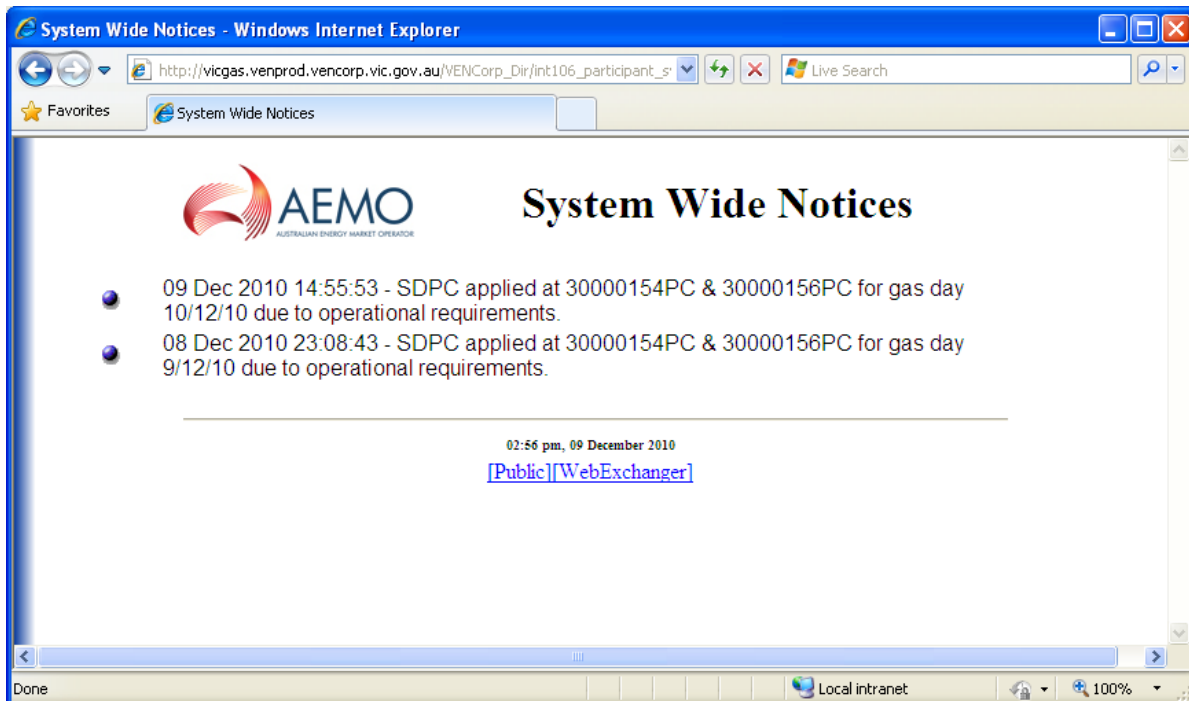 System Wide Notices - Windows Internet Explorer
http://vicgas.venprod.vencorp.vic.gov.au/VENCorp_Dir/int106_participant_s
Live Search
Favorites
System Wide Notices
AEMO
AUSTRALIAN ENERGY MARKET OPERATOR
System Wide Notices
09 Dec 2010 14:55:53 - SDPC applied at 30000154PC & 30000156PC for gas day
10/12/10 due to operational requirements.
08 Dec 2010 23:08:43 - SDPC applied at 30000154PC & 30000156PC for gas day
9/12/10 due to operational requirements.
02:56 pm, 09 December 2010
[Public][WebExchanger]
Done
Local intranet
100%